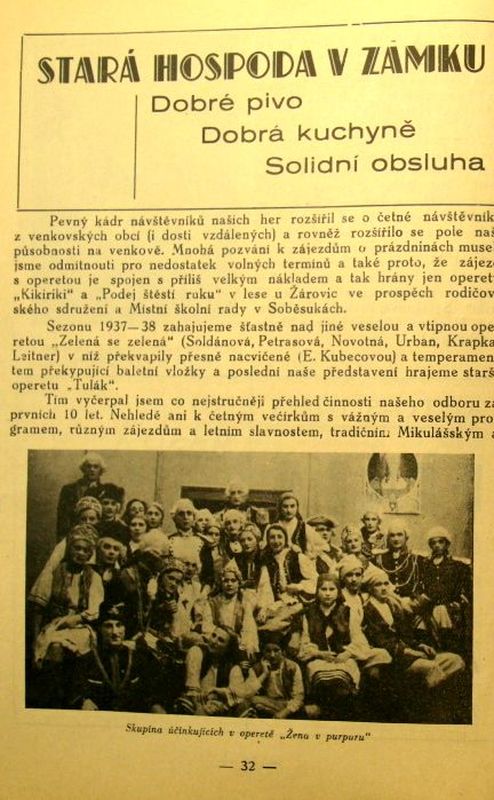 STARÁ HOSPODA V ZÁMKU
Dobré pivo
Dobrá kuchyně
Solidní obsluha
Pevný kádr návštěvníků našich her rozšířil se o četné návštěvník
z venkovských obcí (i dosti vzdálených) a rovněž rozšířilo se pole naš
působnosti na venkově. Mnohá pozvání k zájezdům o prázdninách muse
jsme odmítnouti pro nedostatek volných termínů a také proto, že zájez
s operetou je spojen s příliš velkým nákladem a tak hrány jen operet
„Kikiriki" a „Podej štěstí roku" v lese u Žárovic ve prospěch rodičov
ského sdružení a Místní školní rady v Soběsukách.
Sezonu 1937—38 zahajujeme šťastně nad jiné veselou a vtipnou ope
retou „Zelená se zelená" (Soldánová, Petrasová, Novotná, Urban, Krapka
Leitner) v níž překvapily přesně nacvičené (E. Kubecovou) a temperamen
tem překypující baletní vložky a poslední naše představení hrajeme starš
operetu „Tulák".
Tím vyčerpal jsem co nejstručněji přehled činnosti našeho odboru za
prvních 10 let. Nehledě ani k četným večírkům s vážným a veselým pro
gramem, různým zájezdům a letním slavnostem, tradičním Mikulášským a
Skupina účinkujících v operetě „Žena v purpuru"
— 32 —